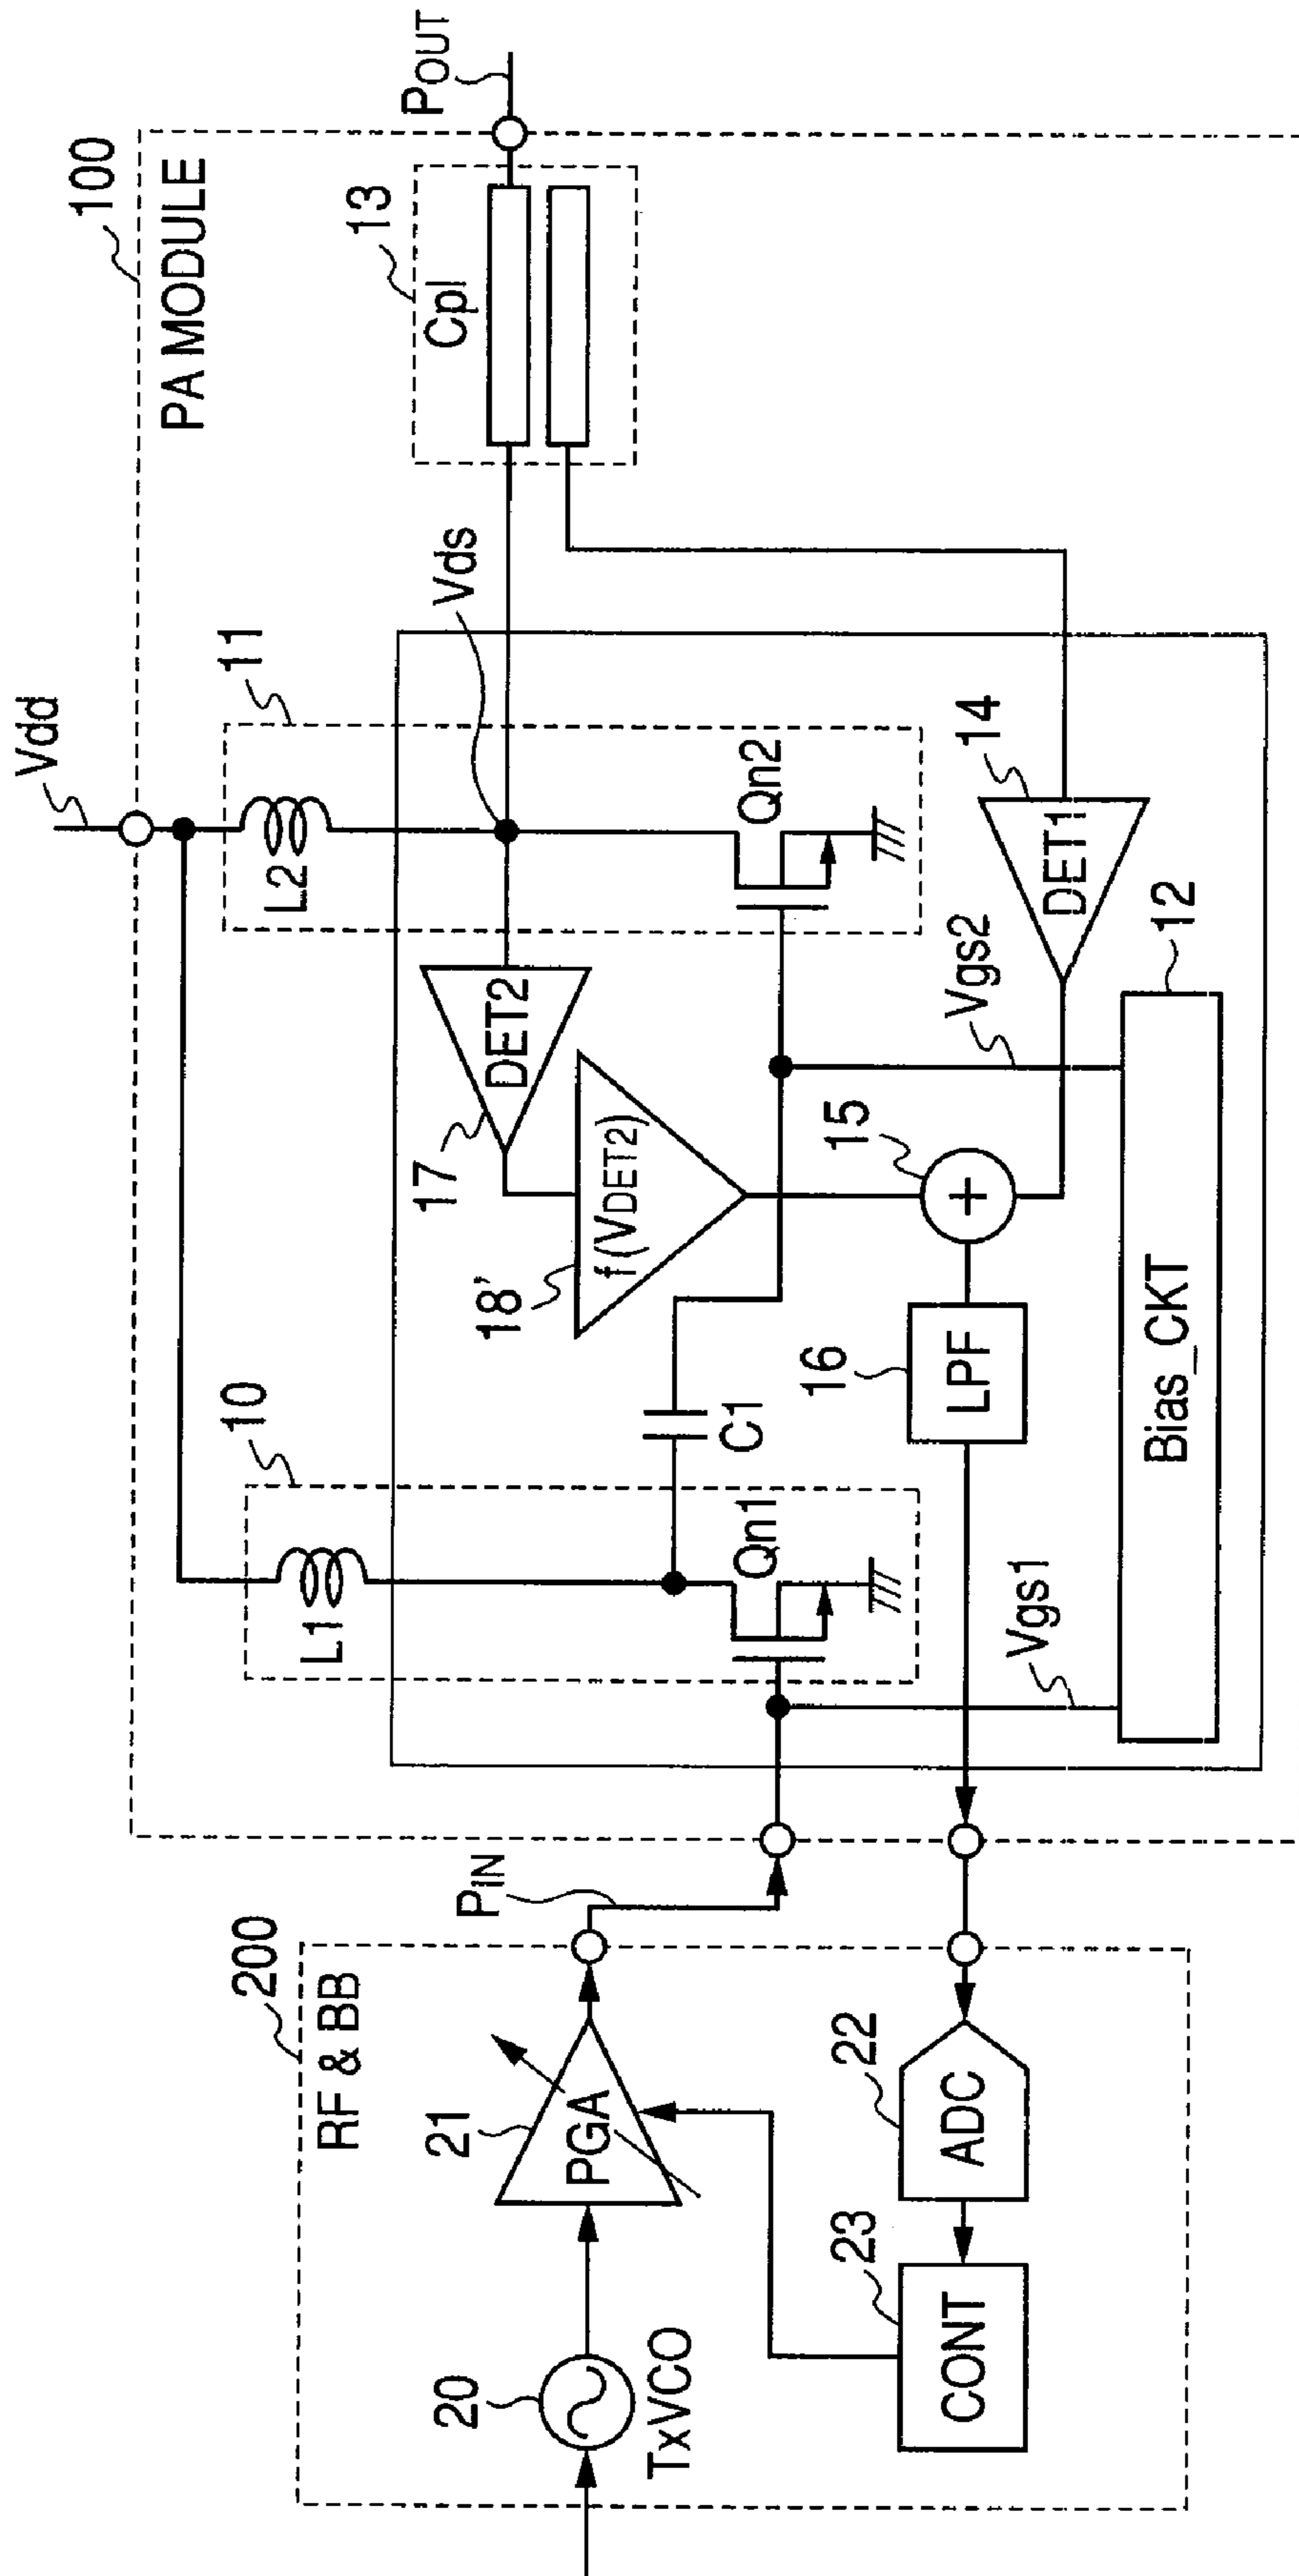 Vdd
100
PA MODULE
11
L2
10
L1
Vds
13
Cpl
POUT
17
DET2
18'
f(VDET2)
Qn2
C1
Qn1
14
DET1
15
+
16
LPF
Vgs2
Vgs1
12
Bias_CKT
200
RF & BB
PIN
21
PGA
20
TxVCO
22
ADC
23
CONT